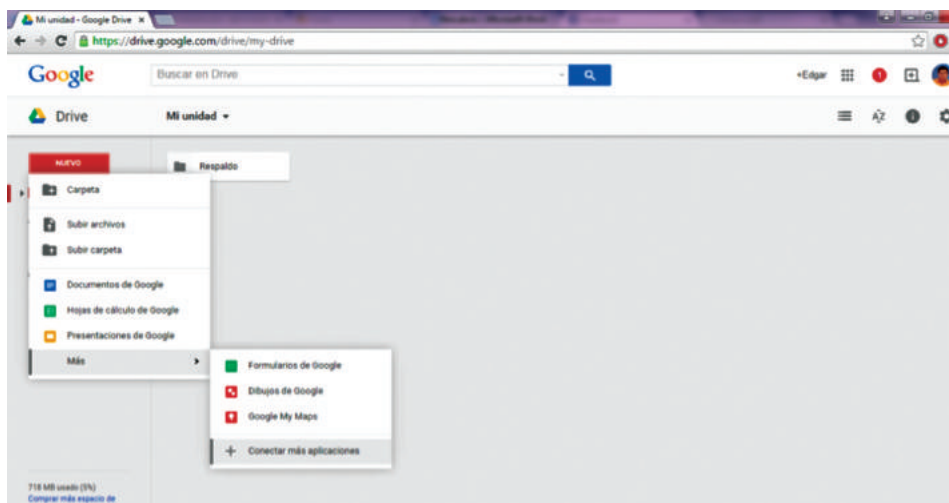 Mi unidad - Google Drive
https://drive.google.com/drive/my-drive
Google
Buscar en Drive
+Edgar
1
Drive
Mi unidad
AZ
NUEVO
Respaldo
Carpeta
Subir archivos
Subir carpeta
Documentos de Google
Hojas de cálculo de Google
Presentaciones de Google
Más
Formularios de Google
Dibujos de Google
Google My Maps
Conectar más aplicaciones
718 MB usado (5%)
Comprar más espacio de